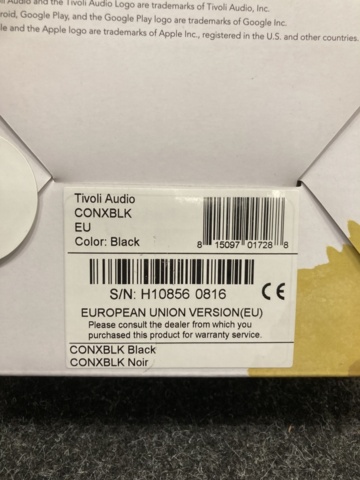 Audio and the Tivoli Audio Logo are trademarks of Tivoli Audio, Inc.
roid, Google Play, and the Google Play logo are trademarks of Google Inc.
le and the Apple logo are trademarks of Apple Inc., registered in the U.S. and other countries.
Tivoli Audio
CONXBLK
EU
Color: Black
8 15097 01728 8
S/N: H10856 0816
CE
EUROPEAN UNION VERSION(EU)
Please consult the dealer from which you
purchased this product for warranty service.
CONXBLK Black
CONXBLK Noir